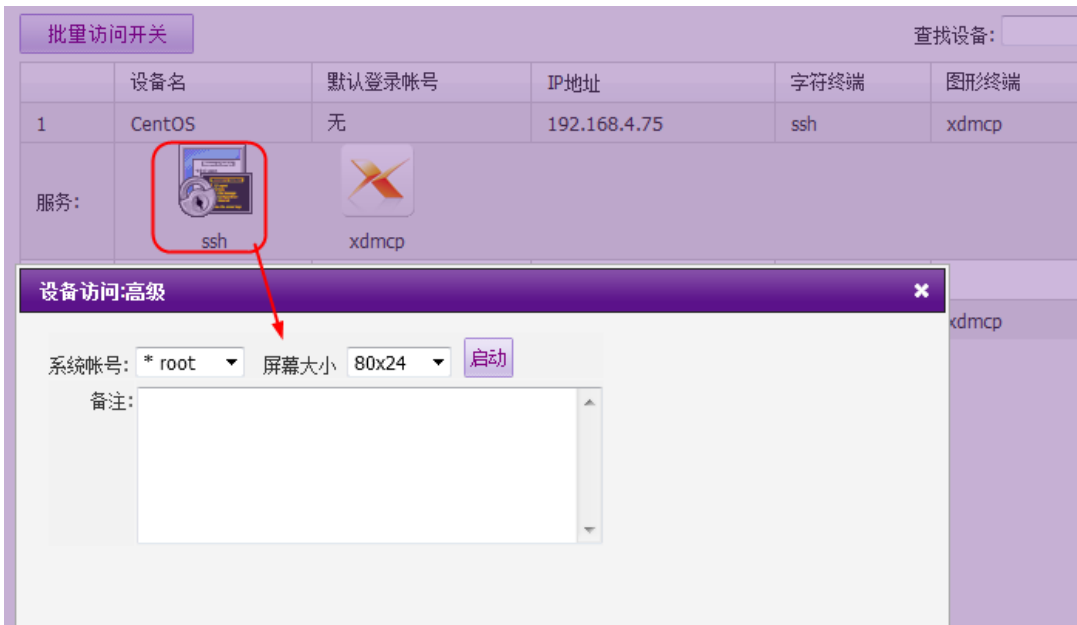 批里访问开关 查找设备:
设备名 默认登录帐号 IP地址 字符终端 图形终端
1 CentOS 无 192.168.4.75 ssh xdmcp
服务:
ssh xdmcp
设备访问:高级
xdmcp
系统帐号: * root 屏幕大小 80x24 启动
备注: